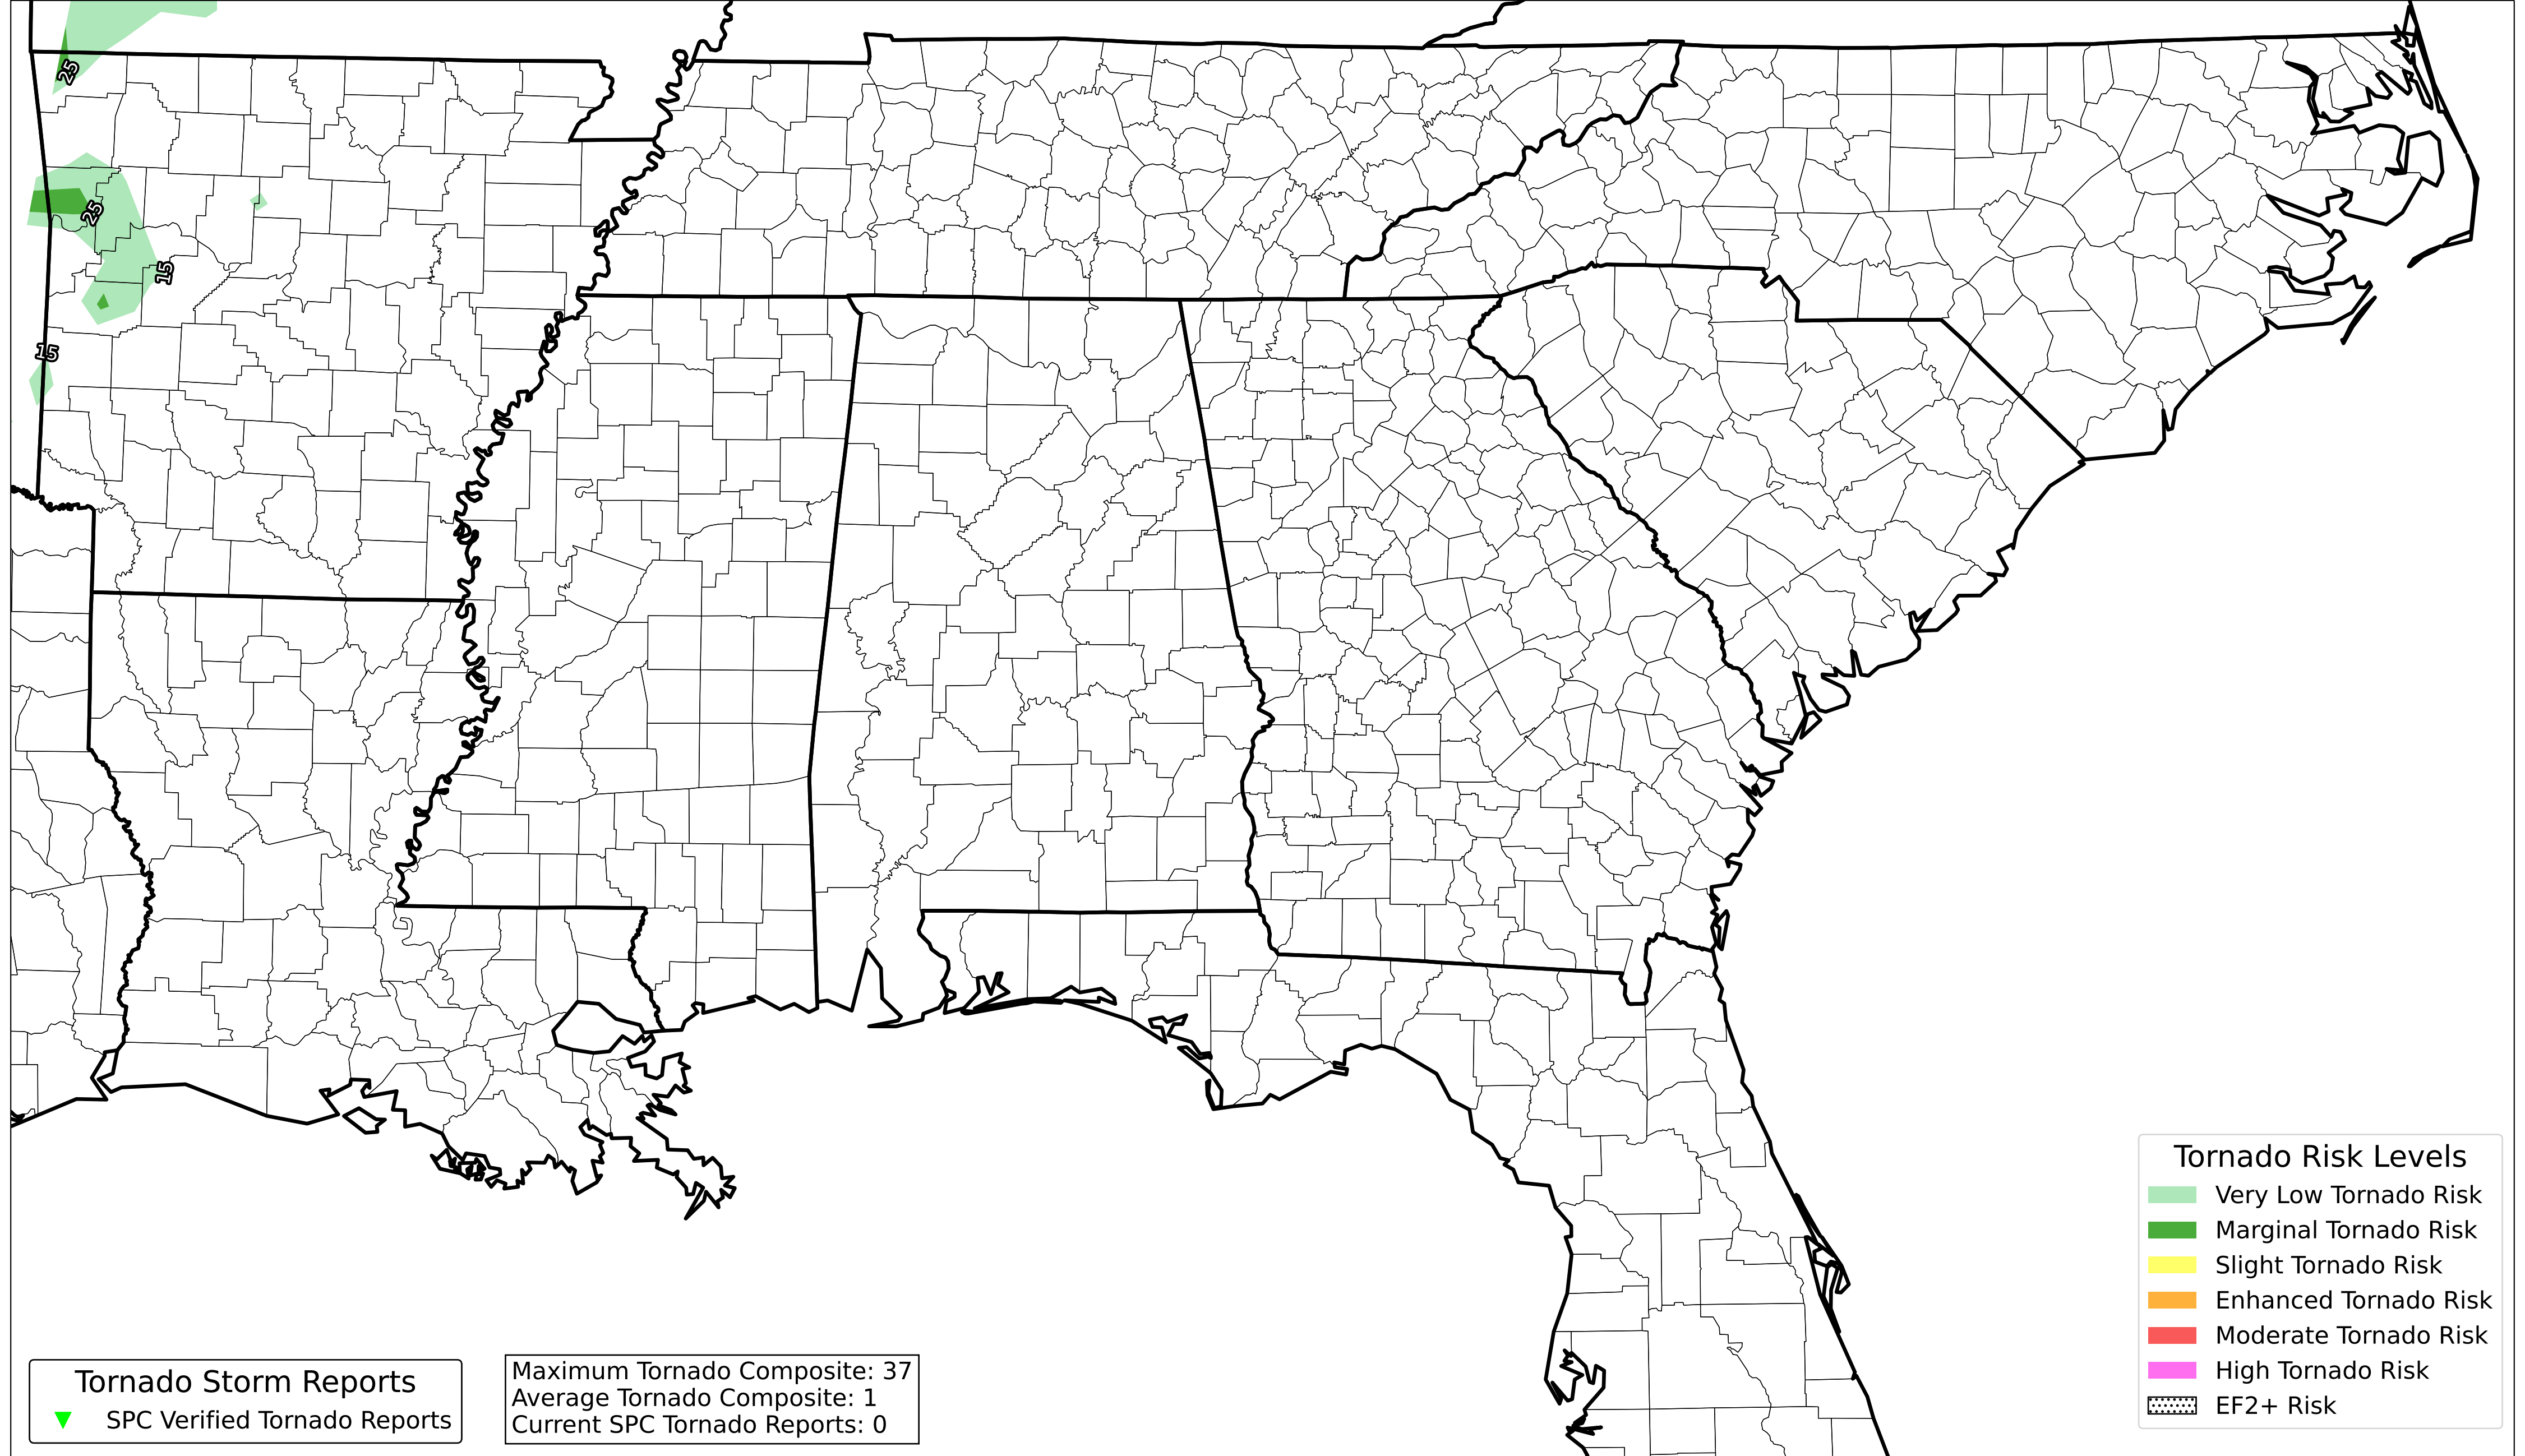 25
25
15
15
Tornado Risk Levels
Very Low Tornado Risk
Marginal Tornado Risk
Slight Tornado Risk
Enhanced Tornado Risk
Moderate Tornado Risk
High Tornado Risk
EF2+ Risk
Tornado Storm Reports
SPC Verified Tornado Reports
Maximum Tornado Composite: 37
Average Tornado Composite: 1
Current SPC Tornado Reports: 0